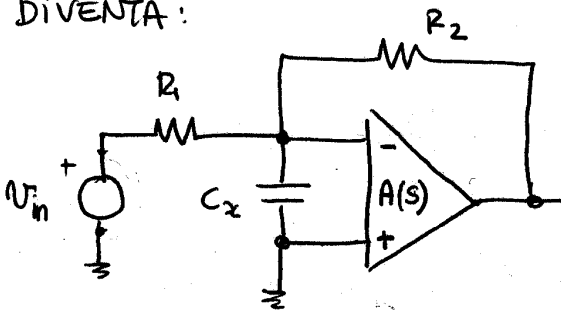 DIVENTA:
R2
R1
+
Vin
Cx
-
A(s)
+